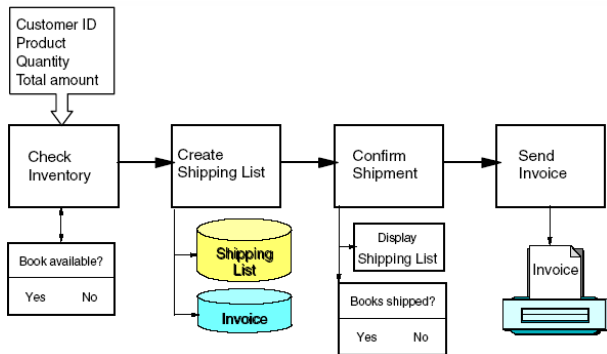 Customer ID
Product
Quantity
Total amount
Check
Inventory
Create
Shipping List
Confirm
Shipment
Send
Invoice
Book available?
Yes No
Shipping
List
Invoice
Display
Shipping List
Books shipped?
Yes No
Invoice